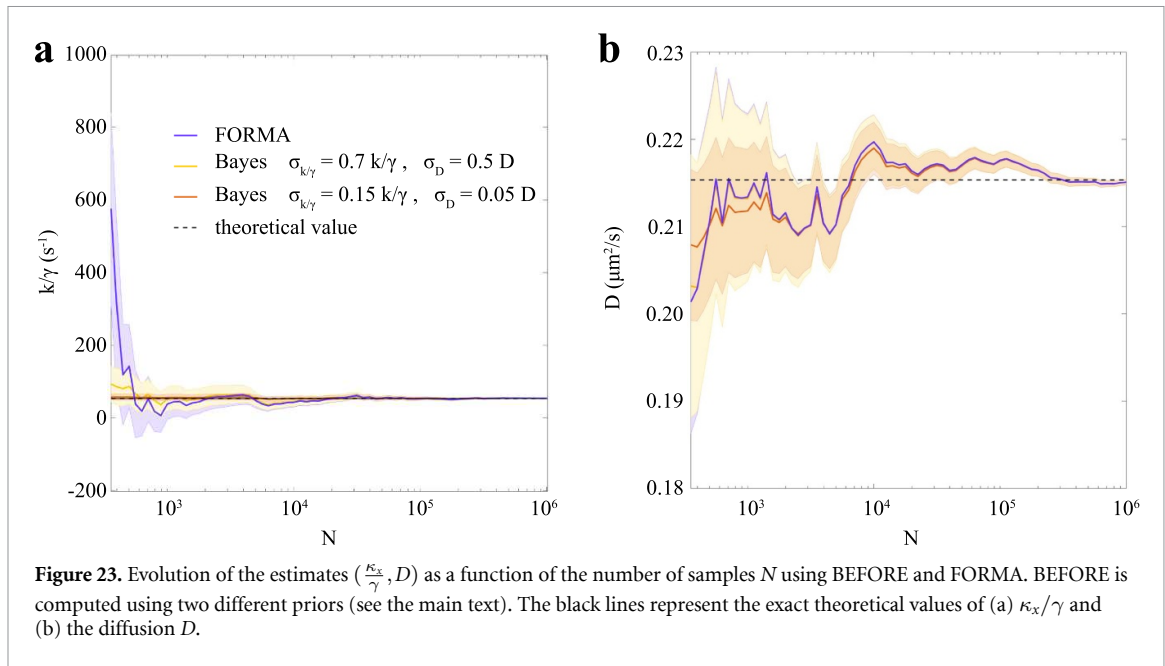 a
1000
800
600
400
200
0
-200
k/γ (s⁻¹)
FORMA
Bayes σ_{k/γ} = 0.7 k/γ , σ_D = 0.5 D
Bayes σ_{k/γ} = 0.15 k/γ , σ_D = 0.05 D
theoretical value
10³ 10⁴ 10⁵ 10⁶
N
b
0.23
0.22
0.21
0.20
0.19
0.18
D (μm²/s)
10³ 10⁴ 10⁵ 10⁶
N
Figure 23. Evolution of the estimates (κₓ/γ, D) as a function of the number of samples N using BEFORE and FORMA. BEFORE is
computed using two different priors (see the main text). The black lines represent the exact theoretical values of (a) κₓ/γ and
(b) the diffusion D.